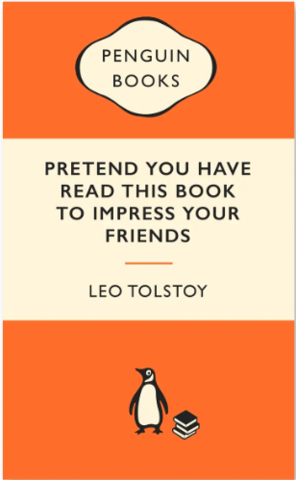 PENGUIN
BOOKS
PRETEND YOU HAVE
READ THIS BOOK
TO IMPRESS YOUR
FRIENDS
LEO TOLSTOY